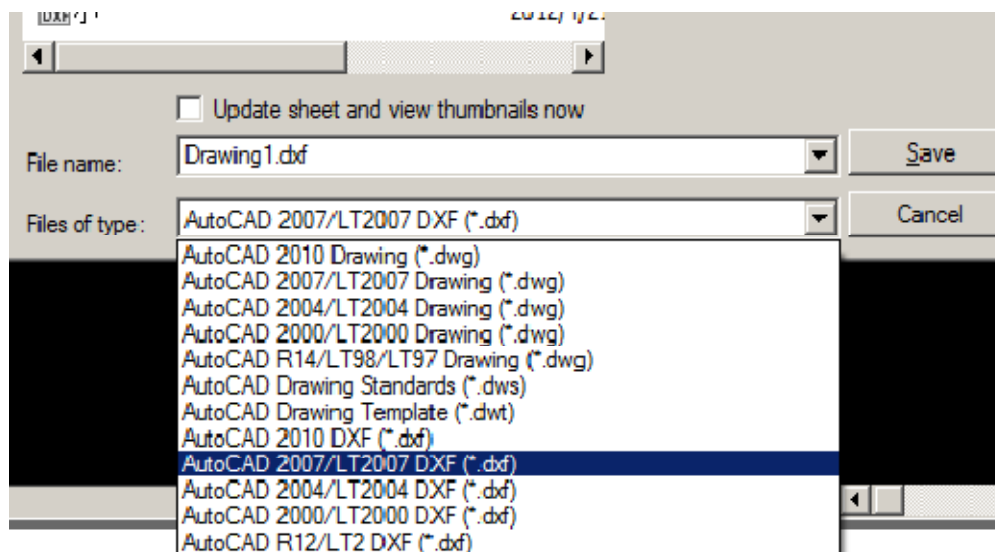 Update sheet and view thumbnails now
File name: Drawing1.dxf Save
Files of type: AutoCAD 2007/LT2007 DXF (*.dxf) Cancel
AutoCAD 2010 Drawing (*.dwg)
AutoCAD 2007/LT2007 Drawing (*.dwg)
AutoCAD 2004/LT2004 Drawing (*.dwg)
AutoCAD 2000/LT2000 Drawing (*.dwg)
AutoCAD R14/LT98/LT97 Drawing (*.dwg)
AutoCAD Drawing Standards (*.dws)
AutoCAD Drawing Template (*.dwt)
AutoCAD 2010 DXF (*.dxf)
AutoCAD 2007/LT2007 DXF (*.dxf)
AutoCAD 2004/LT2004 DXF (*.dxf)
AutoCAD 2000/LT2000 DXF (*.dxf)
AutoCAD R12/LT2 DXF (*.dxf)